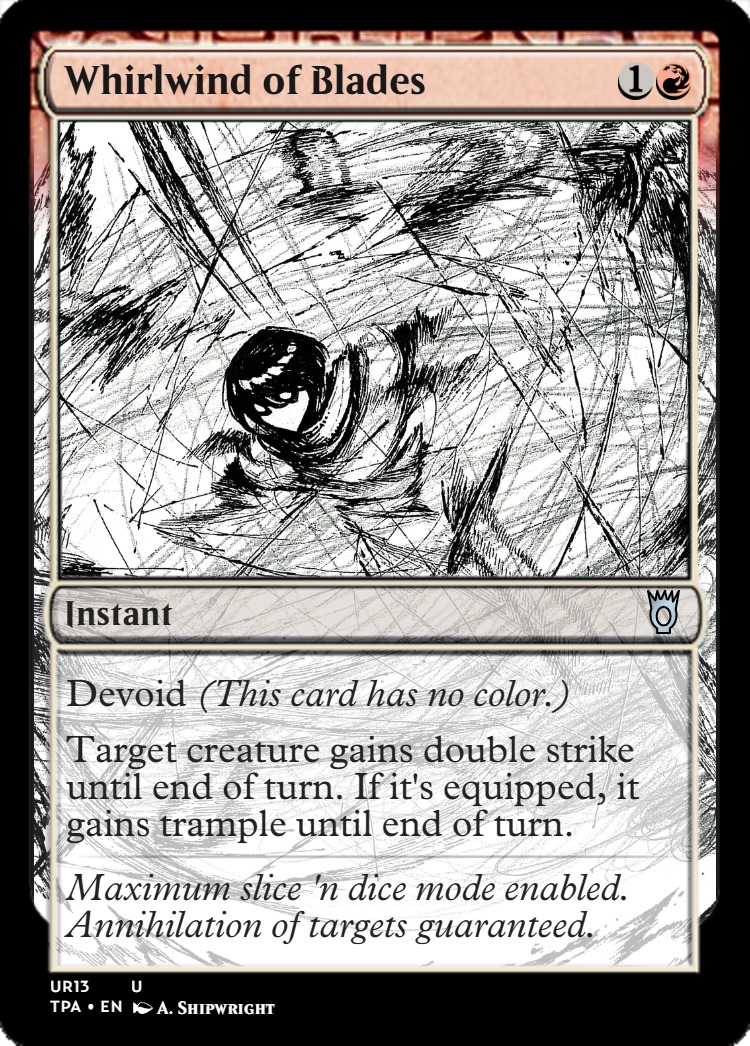 Whirlwind of Blades 1
Instant
Devoid (This card has no color.)
Target creature gains double strike
until end of turn. If it's equipped, it
gains trample until end of turn.
Maximum slice 'n dice mode enabled.
Annihilation of targets guaranteed.
UR13 U
TPA • EN A. Shipwright